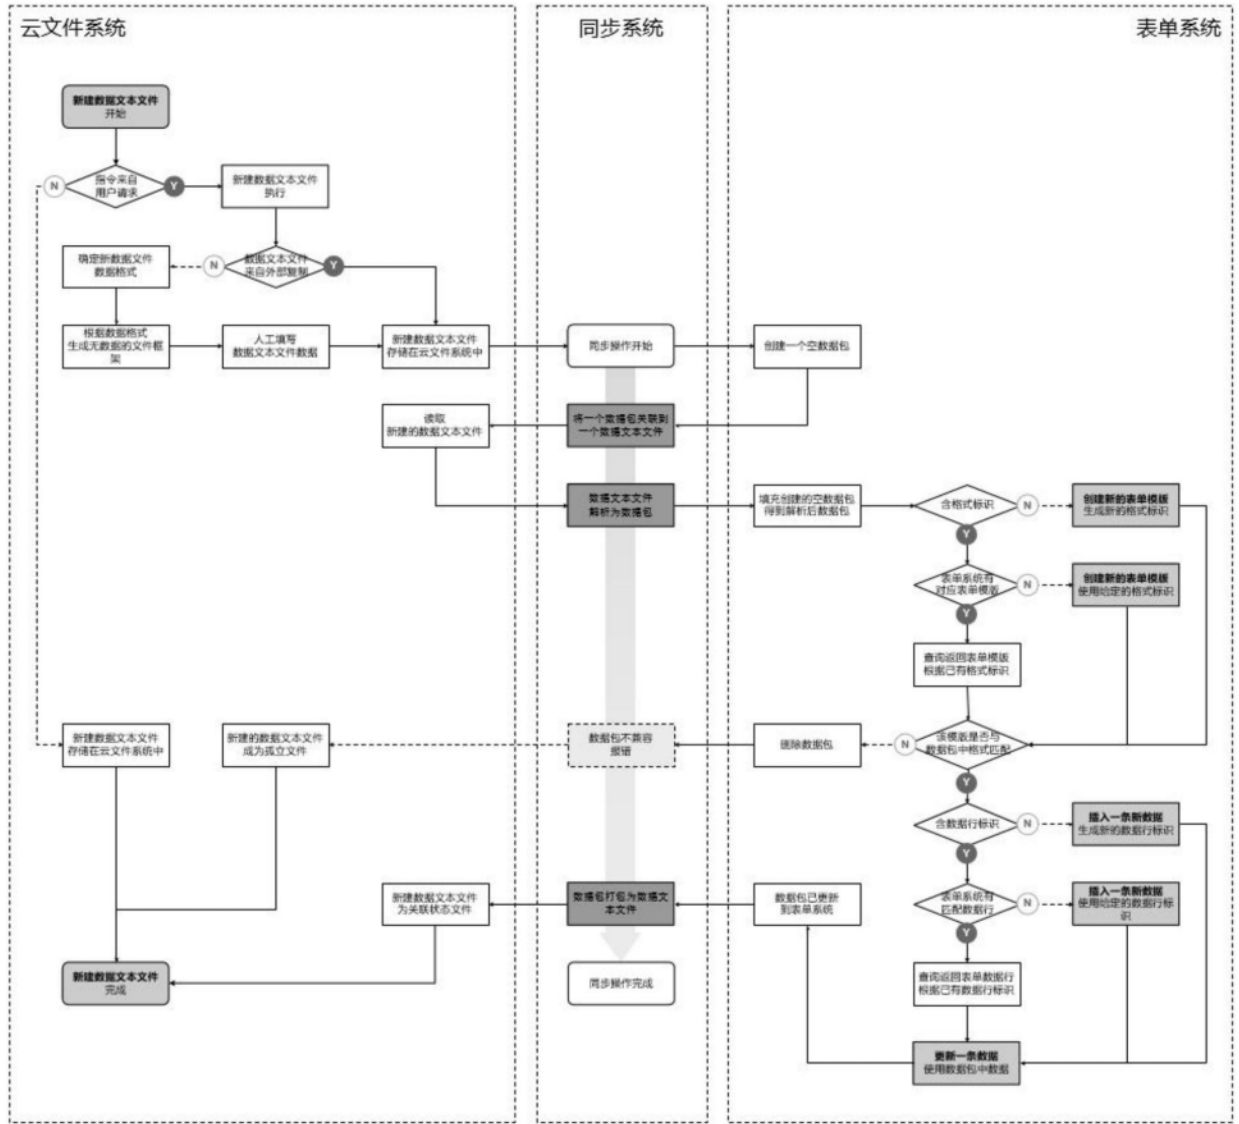 云文件系统
同步系统
表单系统
新建数据文本文件
开始
指令来自
用户请求
N
Y
新建数据文本文件
执行
确定新数据文件
数据格式
N
数据文本文件
来自外部复制
Y
根据数据格式
生成无数据的文件框
架
人工填写
数据文本文件数据
新建数据文本文件
存储在云文件系统中
同步操作开始
创建一个空数据包
读取
新建的数据文本文件
将一个数据包关联到
一个数据文本文件
数据文本文件
解析为数据包
填充创建的空数据包
得到解析后数据包
含格式标识
N
创建新的表单模版
生成新的格式标识
Y
表单系统有
对应表单模版
N
创建新的表单模版
使用给定的格式标识
Y
查询返回表单模版
根据已有格式标识
新建数据文本文件
存储在云文件系统中
新建的数据文本文件
成为孤立文件
数据包不兼容
报错
删除数据包
N
该模版是否与
数据包中格式匹配
Y
含数据行标识
N
插入一条新数据
生成新的数据行标识
Y
新建数据文本文件
为关联状态文件
数据包打包为数据文
本文件
数据包已更新
到表单系统
表单系统有
匹配数据行
N
插入一条新数据
使用给定的数据行标
识
Y
新建数据文本文件
完成
同步操作完成
查询返回表单数据行
根据已有数据行标识
更新一条数据
使用数据包中数据